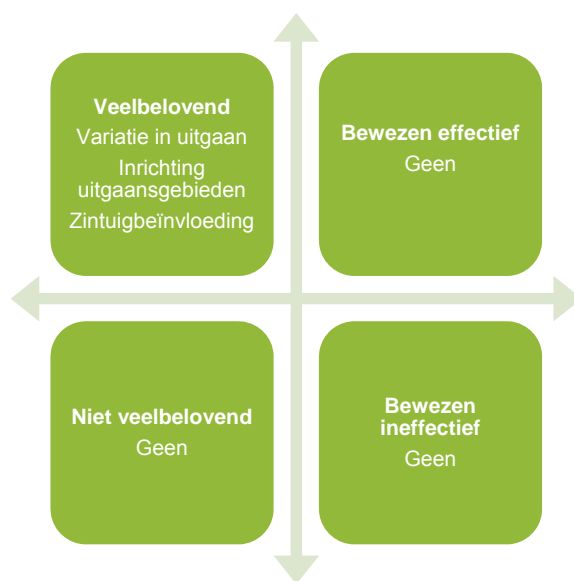 Veelbelovend
Variatie in uitgaan
Inrichting
uitgaansgebieden
Zintuigbeïnvloeding
Bewezen effectief
Geen
Niet veelbelovend
Geen
Bewezen
ineffectief
Geen